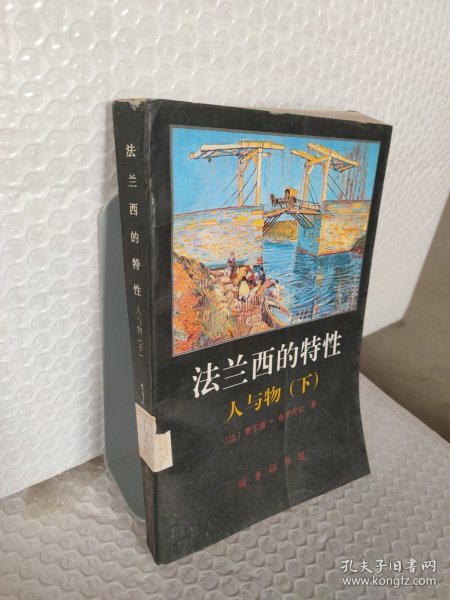 法兰西的特性
人与物（下）
法兰西的特性
人与物（下）
〔法〕费尔南·布罗代尔 著
商务印书馆
孔夫子旧书网
www.kongfz.com